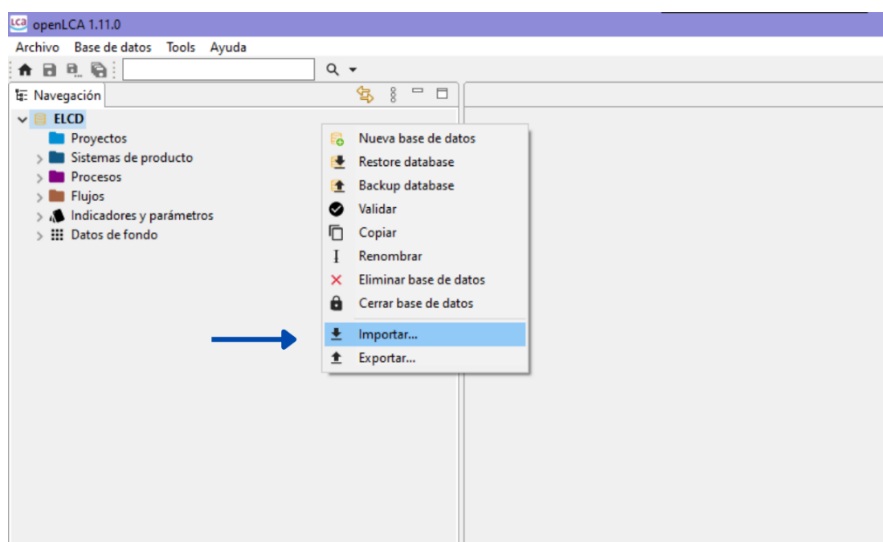 LCA openLCA 1.11.0
Archivo Base de datos Tools Ayuda
Navegación
ELCD
Proyectos
Sistemas de producto
Procesos
Flujos
Indicadores y parámetros
Datos de fondo
Nueva base de datos
Restore database
Backup database
Validar
Copiar
Renombrar
Eliminar base de datos
Cerrar base de datos
Importar...
Exportar...